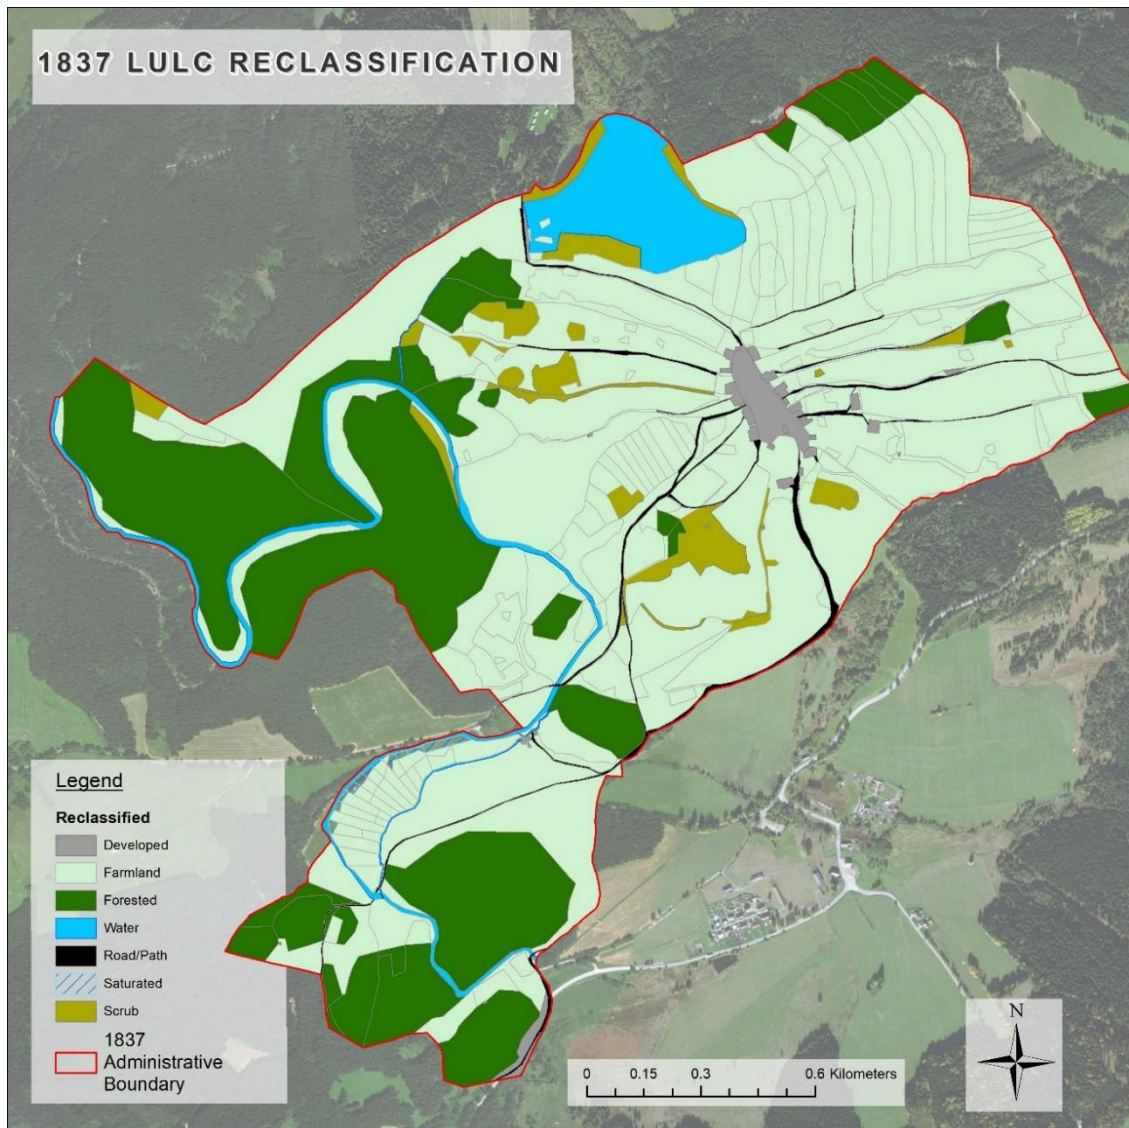 1837 LULC RECLASSIFICATION
Legend
Reclassified
Developed
Farmland
Forested
Water
Road/Path
Saturated
Scrub
1837
Administrative
Boundary
0 0.15 0.3 0.6 Kilometers
N